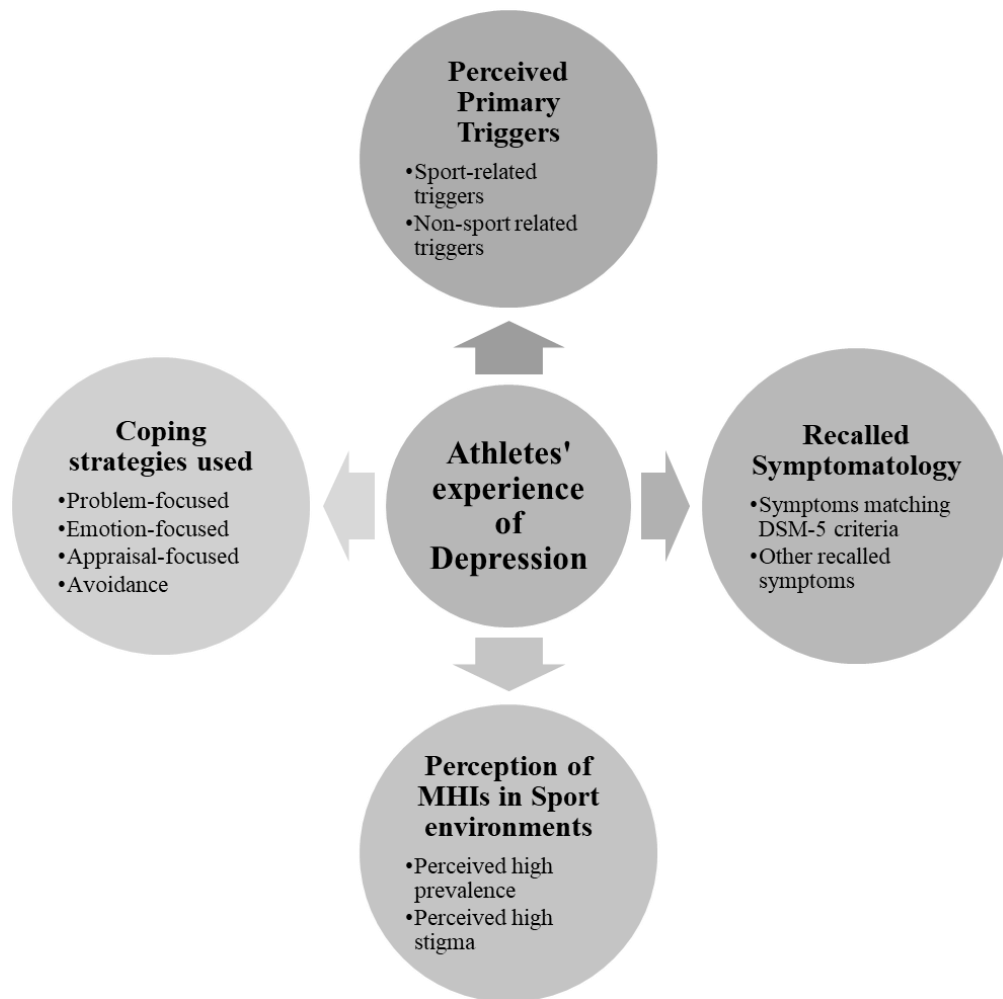 Perceived
Primary
Triggers
•Sport-related
triggers
•Non-sport related
triggers
Coping
strategies used
•Problem-focused
•Emotion-focused
•Appraisal-focused
•Avoidance
Athletes'
experience
of
Depression
Recalled
Symptomatology
•Symptoms matching
DSM-5 criteria
•Other recalled
symptoms
Perception of
MHIs in Sport
environments
•Perceived high
prevalence
•Perceived high
stigma